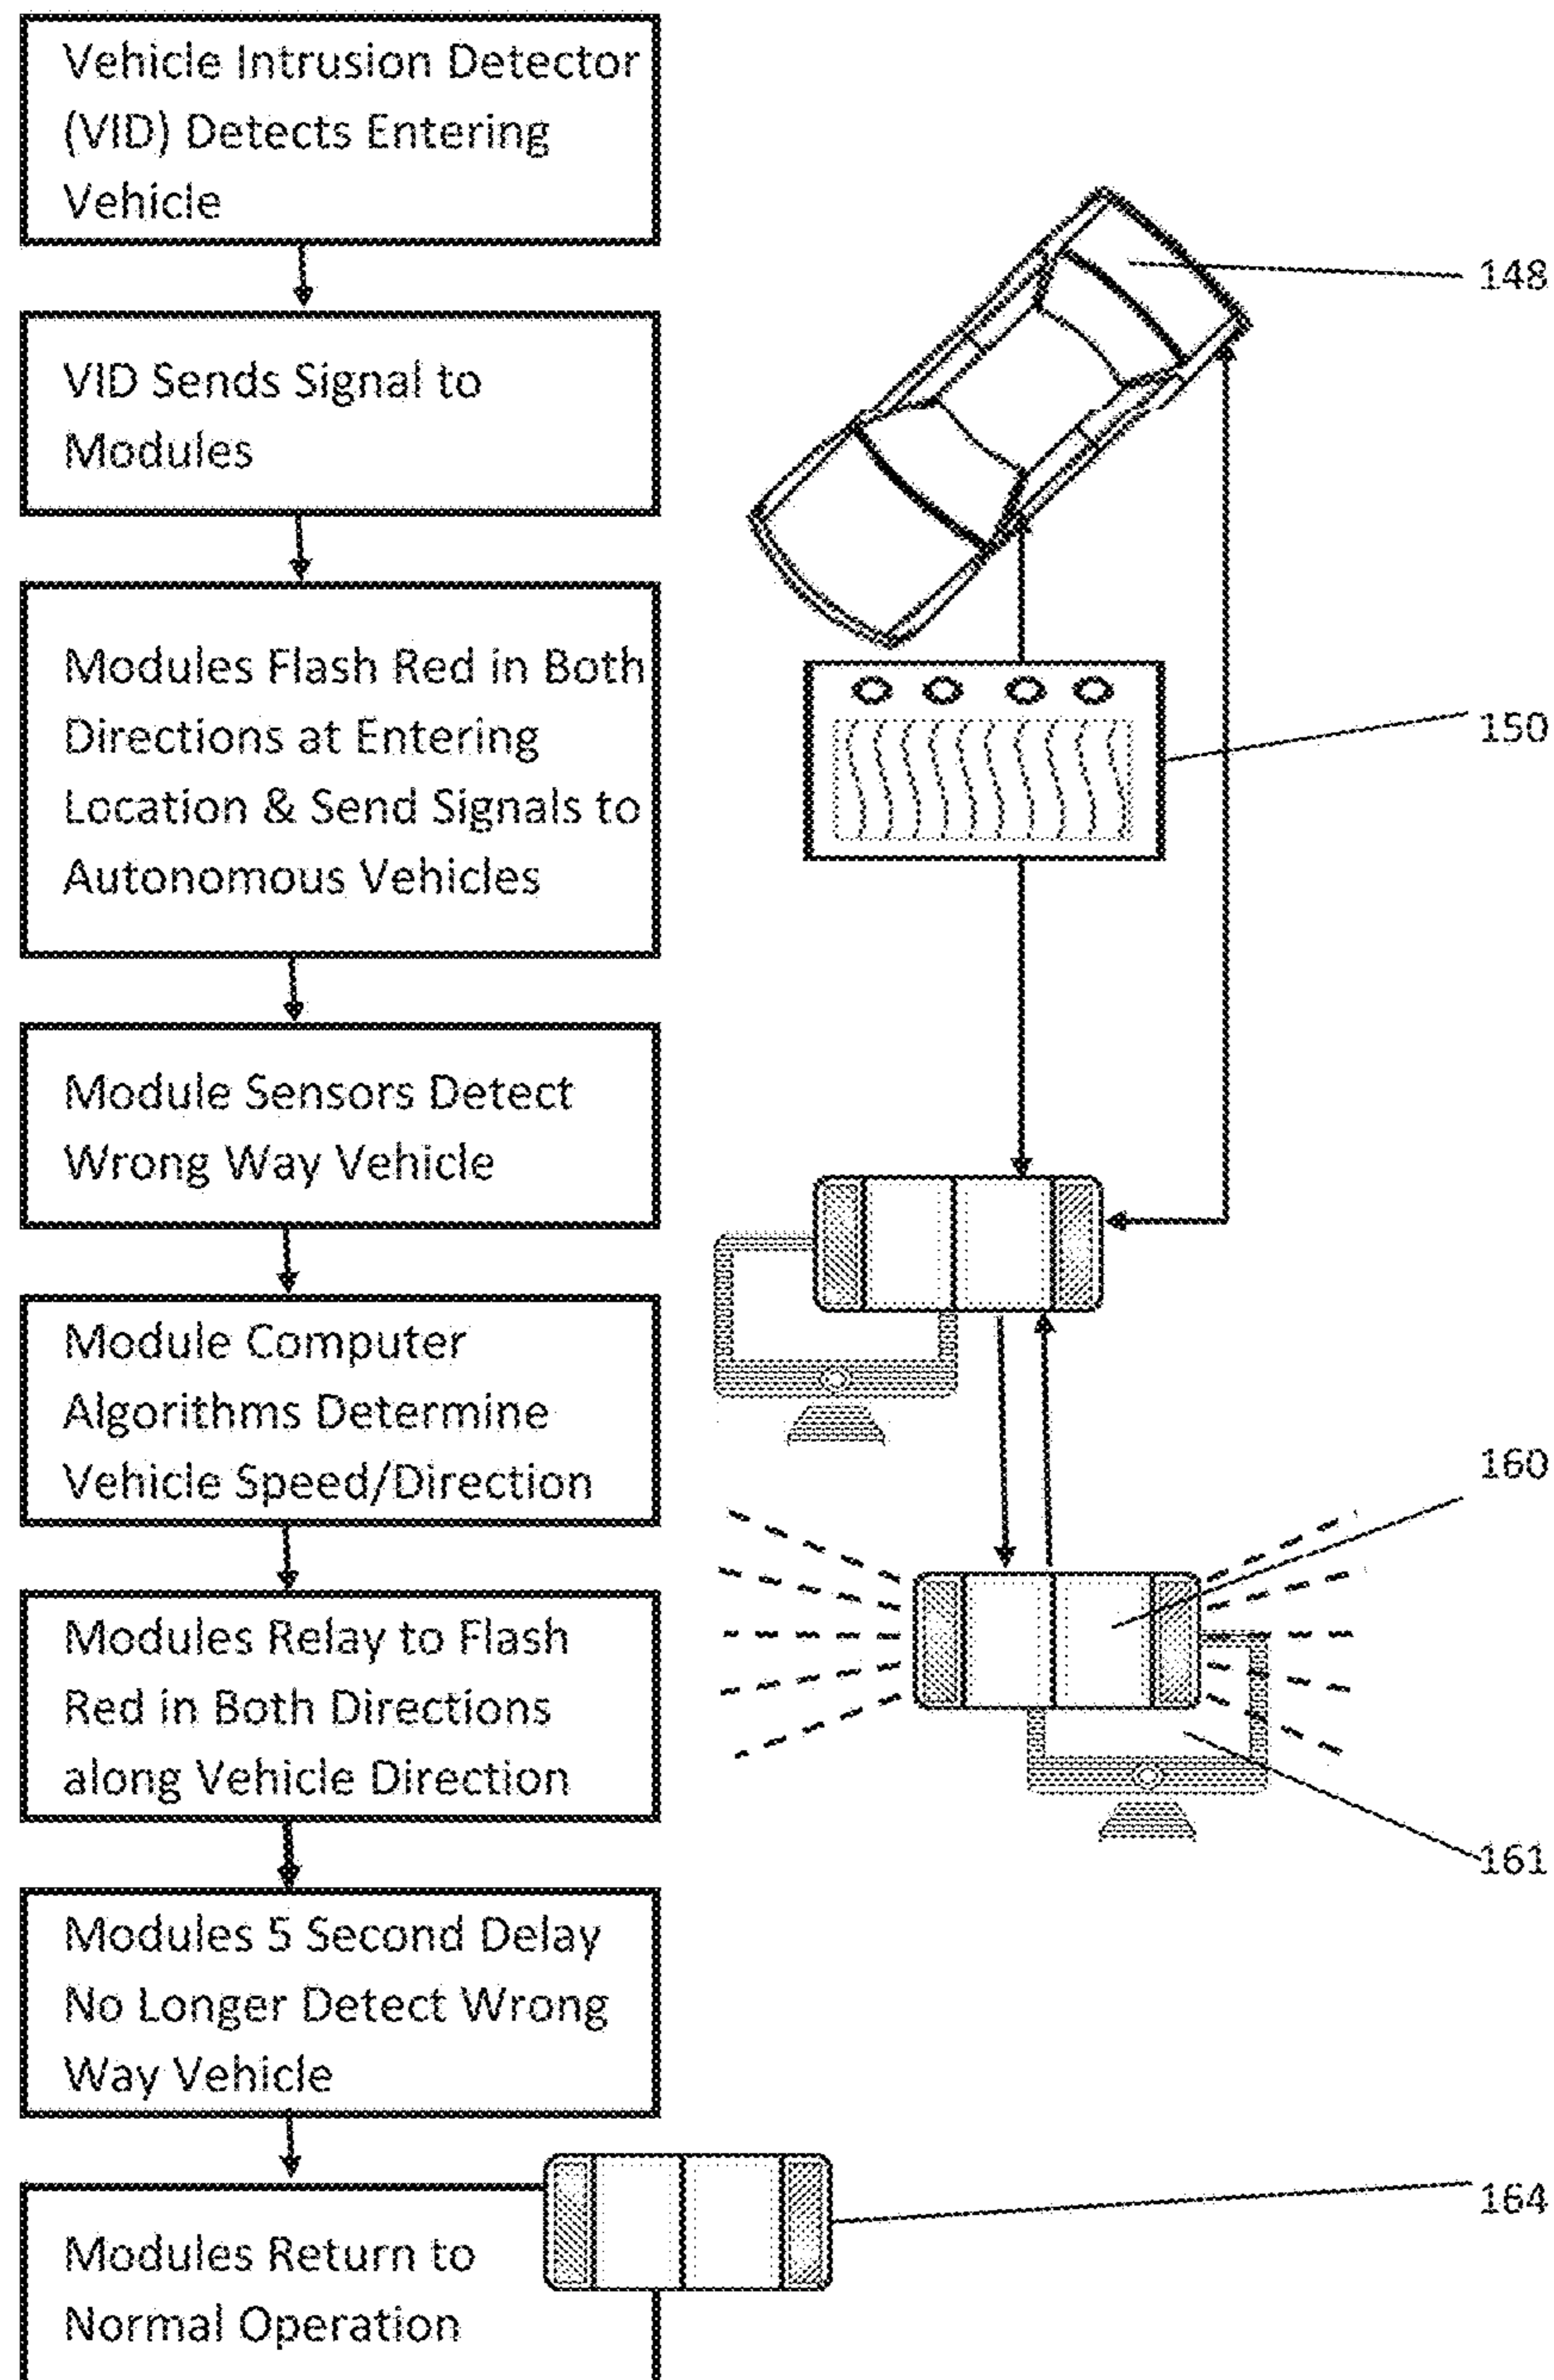 Vehicle Intrusion Detector
(VID) Detects Entering
Vehicle
VID Sends Signal to
Modules
Modules Flash Red in Both
Directions at Entering
Location & Send Signals to
Autonomous Vehicles
Module Sensors Detect
Wrong Way Vehicle
Module Computer
Algorithms Determine
Vehicle Speed/Direction
Modules Relay to Flash
Red in Both Directions
along Vehicle Direction
Modules 5 Second Delay
No Longer Detect Wrong
Way Vehicle
Modules Return to
Normal Operation
148
150
160
161
164